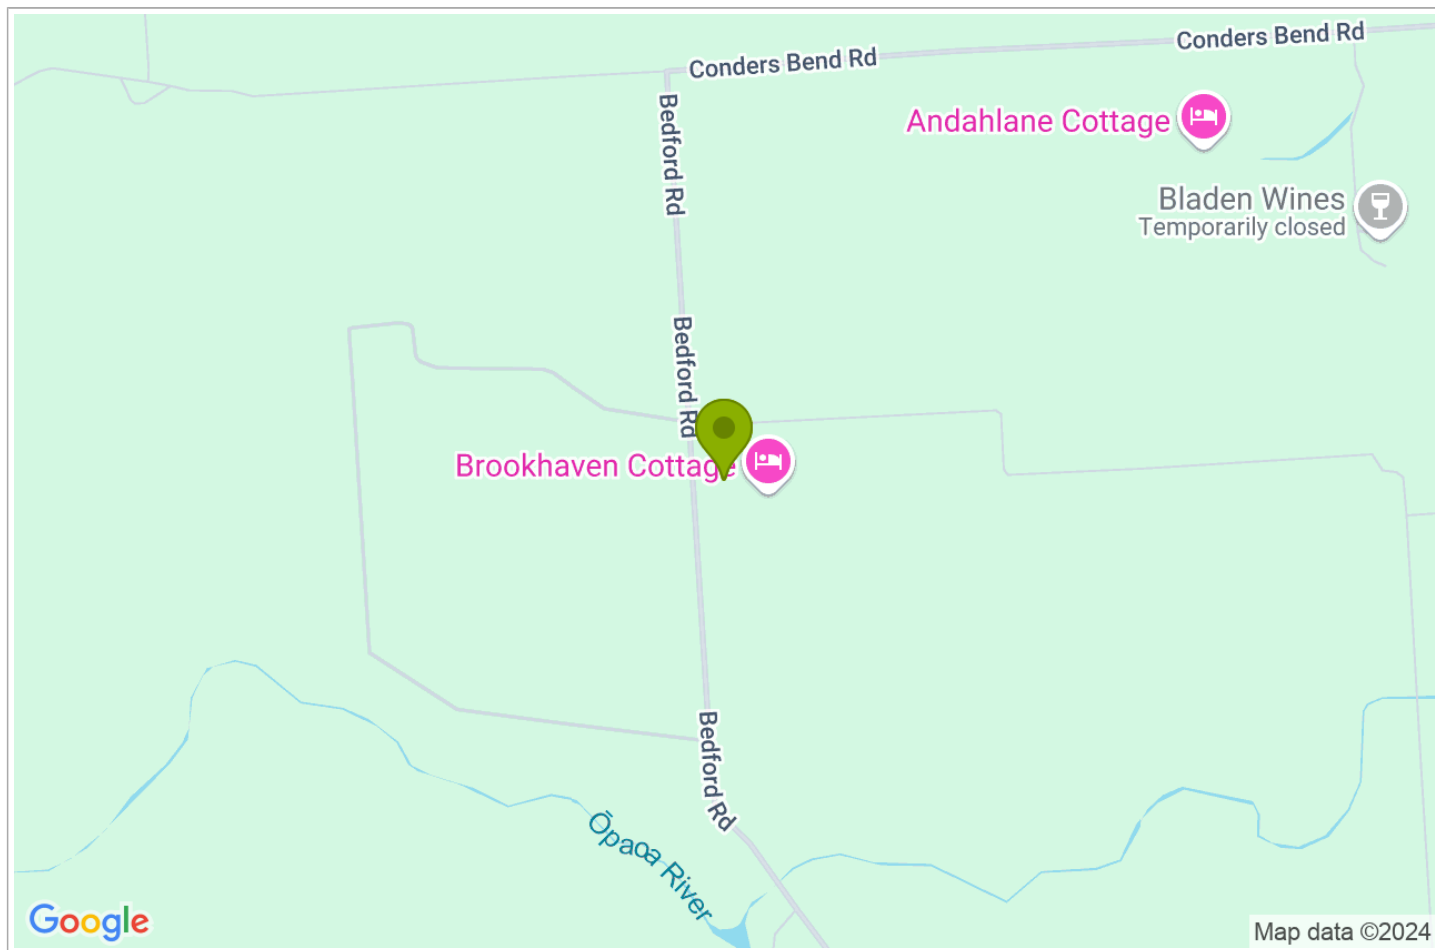 Conders Bend Rd
Conders Bend Rd
Bedford Rd
Andahlane Cottage
Bladen Wines
Temporarily closed
Bedford Rd
Brookhaven Cottage
Bedford Rd
Ōpaoa River
Google
Map data ©2024